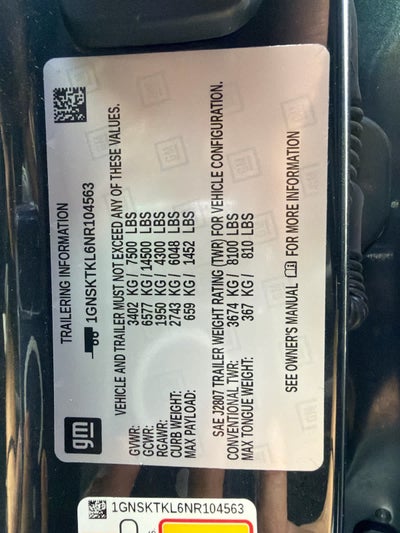 TRAILERING INFORMATION
1GNSKTKL6NR104563
VEHICLE AND TRAILER MUST NOT EXCEED ANY OF THESE VALUES.
GVWR: 3402 KG / 7500 LBS
GCWR: 6577 KG / 14500 LBS
RGAWR: 1950 KG / 4300 LBS
CURB WEIGHT: 2743 KG / 6048 LBS
MAX PAYLOAD: 659 KG / 1452 LBS
SAE J2807 TRAILER WEIGHT RATING (TWR) FOR VEHICLE CONFIGURATION.
CONVENTIONAL TWR: 3674 KG / 8100 LBS
MAX TONGUE WEIGHT: 367 KG / 810 LBS
SEE OWNER'S MANUAL FOR MORE INFORMATION
gm
1GNSKTKL6NR104563